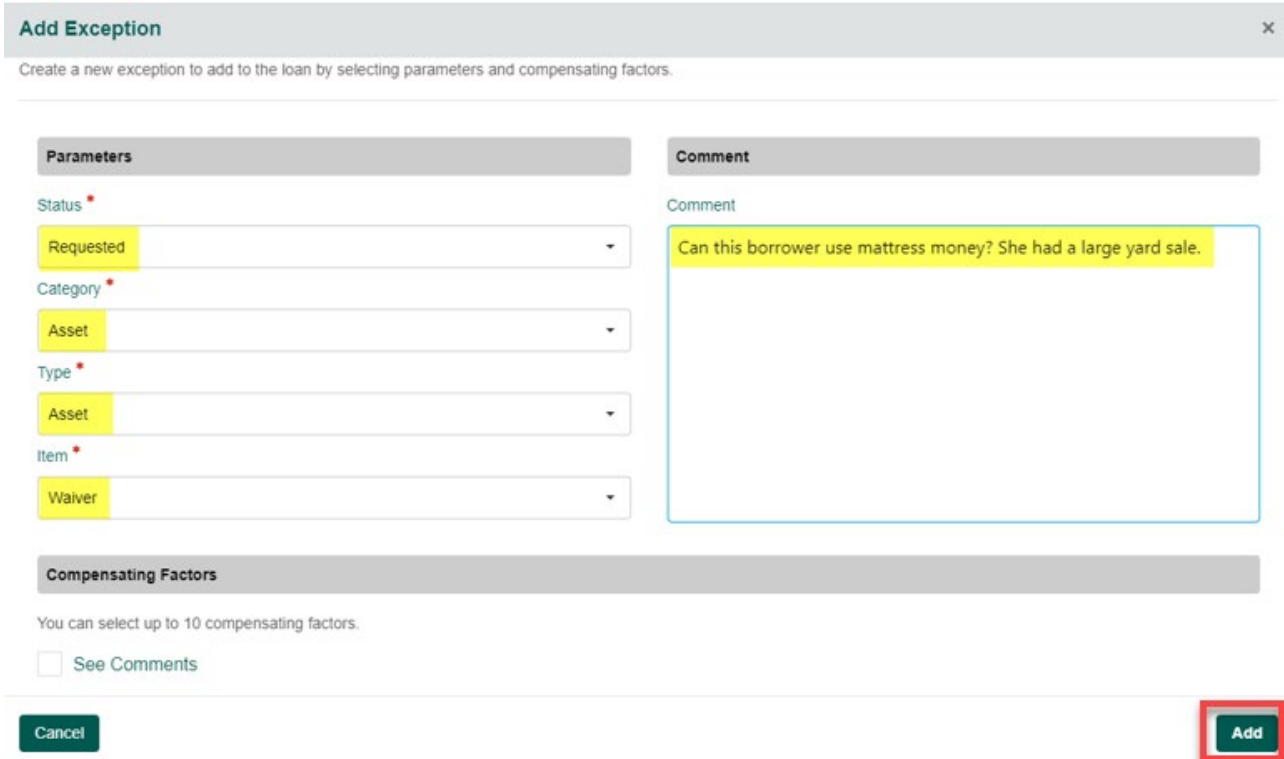 Add Exception ×
Create a new exception to add to the loan by selecting parameters and compensating factors.
Parameters
Status *
Requested
Category *
Asset
Type *
Asset
Item *
Waiver
Comment
Comment
Can this borrower use mattress money? She had a large yard sale.
Compensating Factors
You can select up to 10 compensating factors.
See Comments
Cancel
Add